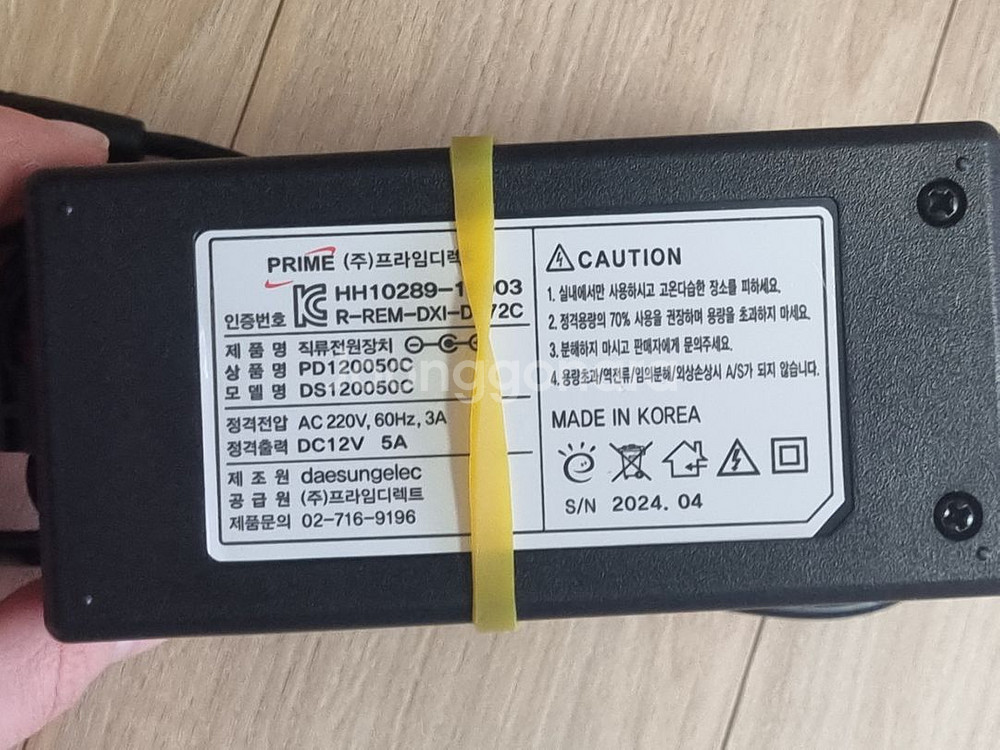 PRIME (주)프라임디렉
인증번호 HH10289-1 003
R-REM-DXI-D 72C
제 품 명 직류전원장치
상 품 명 PD120050C
모 델 명 DS120050C
정격전압 AC 220V, 60Hz, 3A
정격출력 DC12V 5A
제 조 원 daesungelec
공 급 원 (주)프라임디렉트
제품문의 02-716-9196
CAUTION
1. 실내에서만 사용하시고 고온다습한 장소를 피하세요.
2. 정격용량의 70% 사용을 권장하며 용량을 초과하지 마세요.
3. 분해하지 마시고 판매자에게 문의주세요.
4. 용량초과/역전류/임의분해/외상손상시 A/S가 되지 않습니다.
MADE IN KOREA
S/N 2024. 04